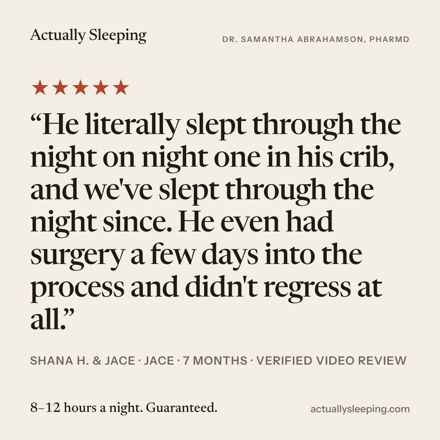 Actually Sleeping
DR. SAMANTHA ABRAHAMSON, PHARMD
“He literally slept through the
night on night one in his crib,
and we've slept through the
night since. He even had
surgery a few days into the
process and didn't regress at
all.”
SHANA H. & JACE · JACE · 7 MONTHS · VERIFIED VIDEO REVIEW
8–12 hours a night. Guaranteed.
actuallysleeping.com